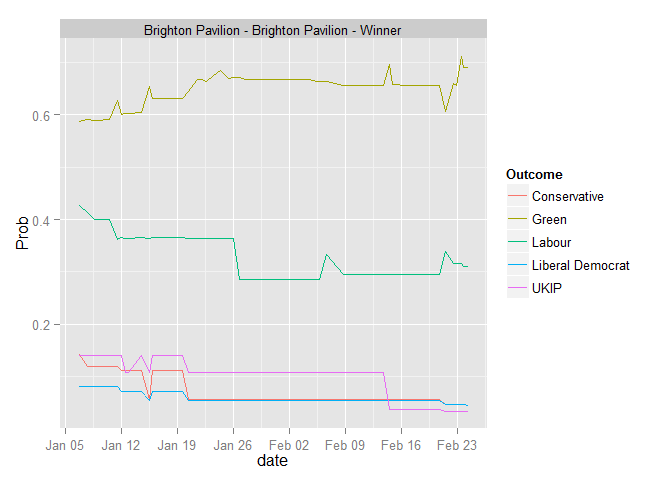 Brighton Pavilion - Brighton Pavilion - Winner
0.6
0.4
0.2
Prob
Jan 05 Jan 12 Jan 19 Jan 26 Feb 02 Feb 09 Feb 16 Feb 23
date
Outcome
Conservative
Green
Labour
Liberal Democrat
UKIP